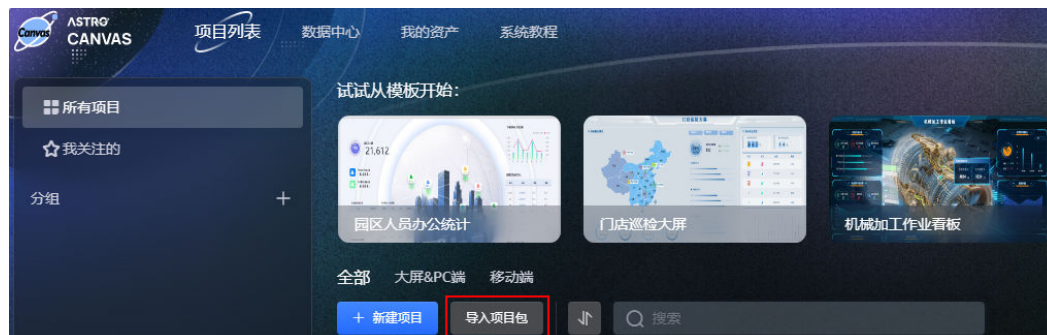 Canvas
ASTRO
CANVAS
项目列表
数据中心
我的资产
系统教程
所有项目
我关注的
分组
+
试试从模板开始：
21,612
园区人员办公统计
门店巡检大屏
机械加工作业看板
全部
大屏&PC端
移动端
+ 新建项目
导入项目包
搜索